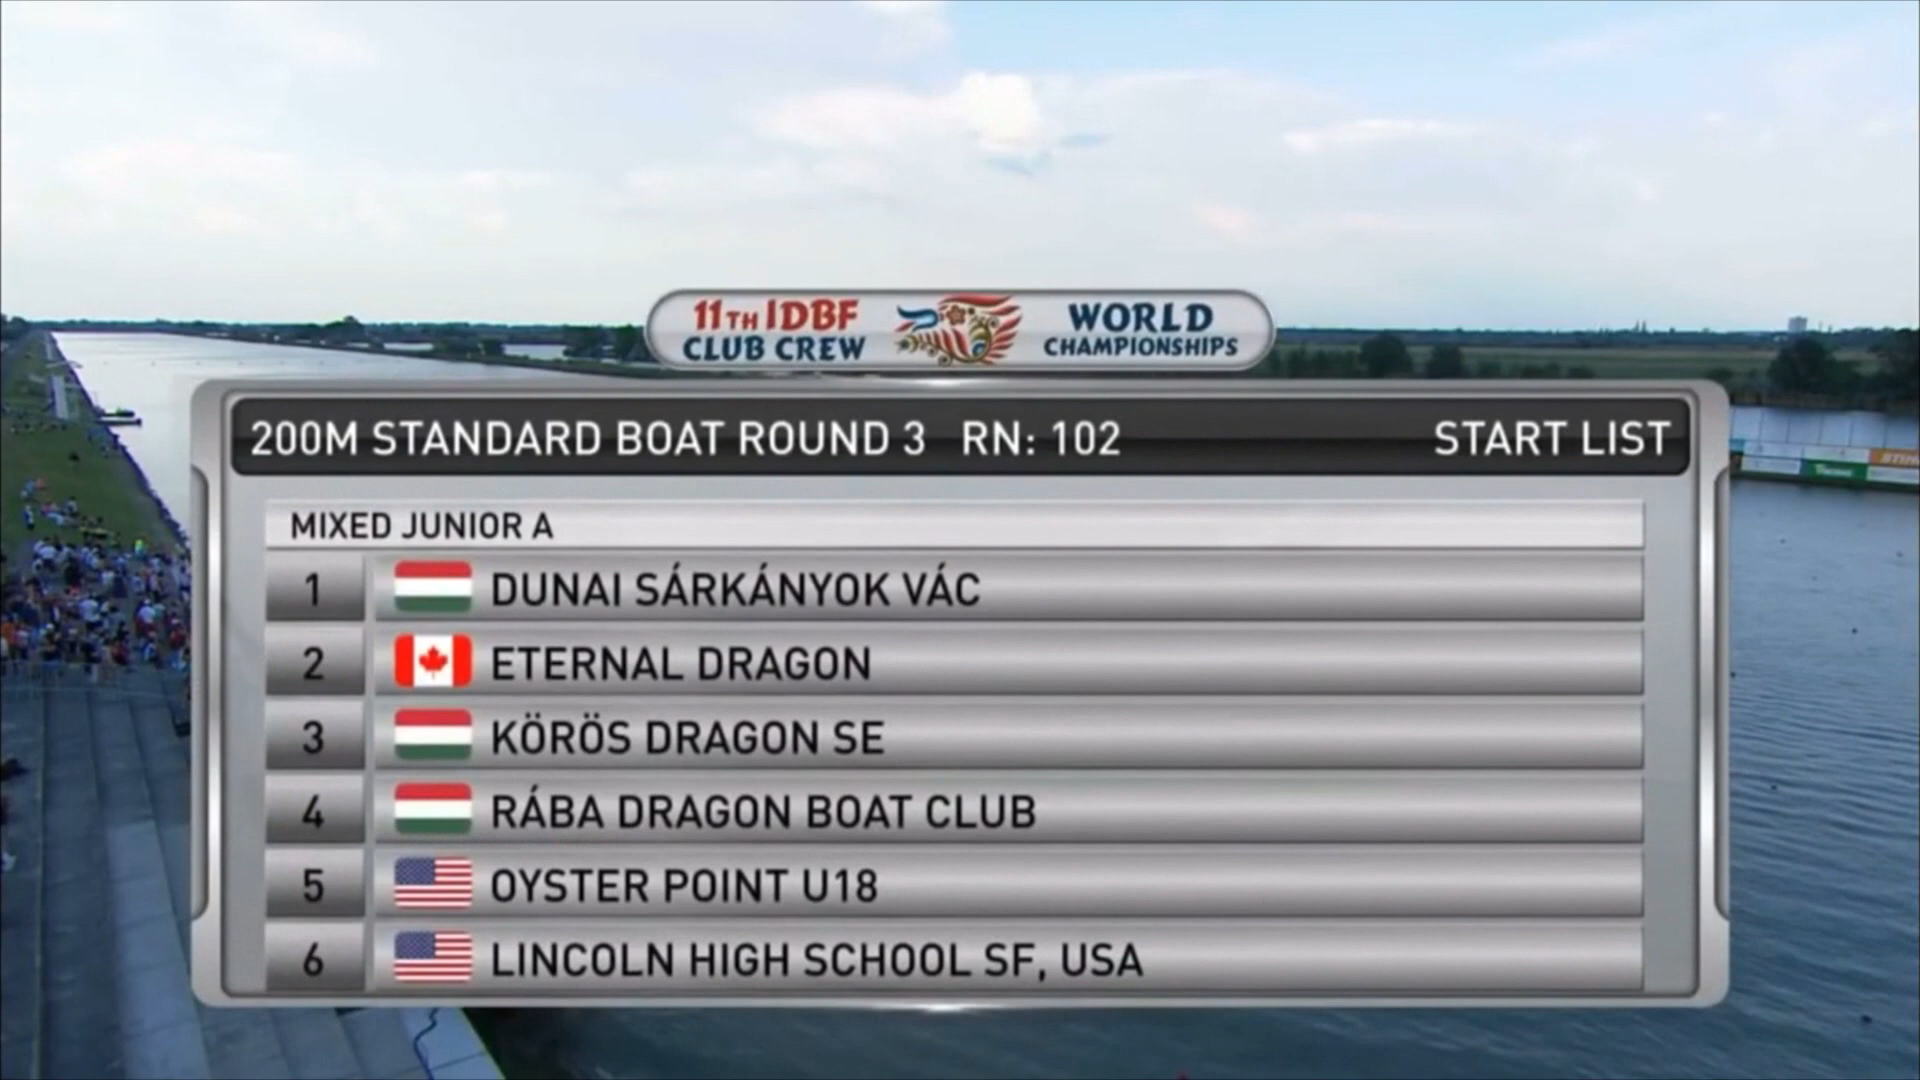 11TH IDBF
CLUB CREW
WORLD
CHAMPIONSHIPS
200M STANDARD BOAT ROUND 3 RN: 102 START LIST
MIXED JUNIOR A
1 DUNAI SÁRKÁNYOK VÁC
2 ETERNAL DRAGON
3 KÖRÖS DRAGON SE
4 RÁBA DRAGON BOAT CLUB
5 OYSTER POINT U18
6 LINCOLN HIGH SCHOOL SF, USA